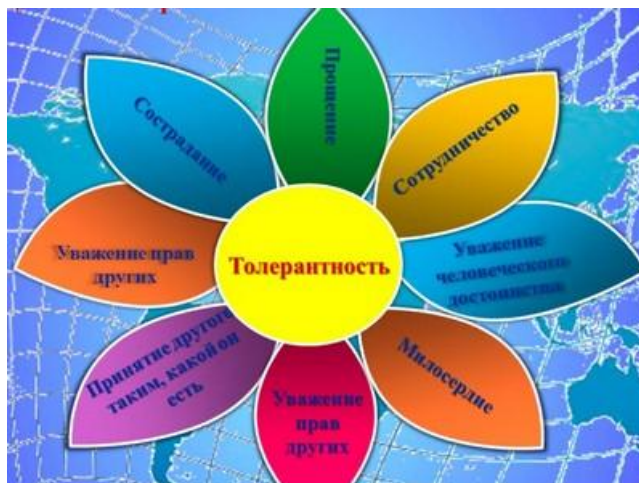 Прощение
Сострадание
Сотрудничество
Уважение прав
других
Толерантность
Уважение
человеческого
достоинства
Принятие другого
таким, какой он
есть
Уважение
прав
других
Милосердие